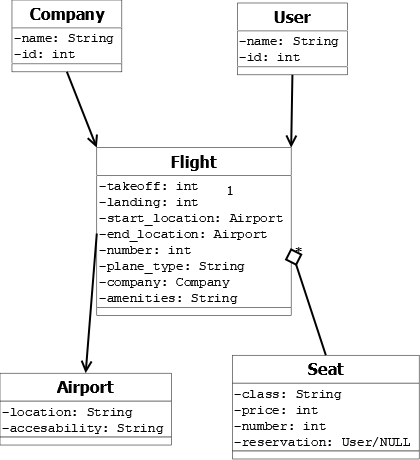 Company
-name: String
-id: int
User
-name: String
-id: int
Flight
-takeoff: int
1
-landing: int
-start_location: Airport
-end_location: Airport
-number: int
*
-plane_type: String
-company: Company
-amenities: String
Airport
-location: String
-accesability: String
Seat
-class: String
-price: int
-number: int
-reservation: User/NULL